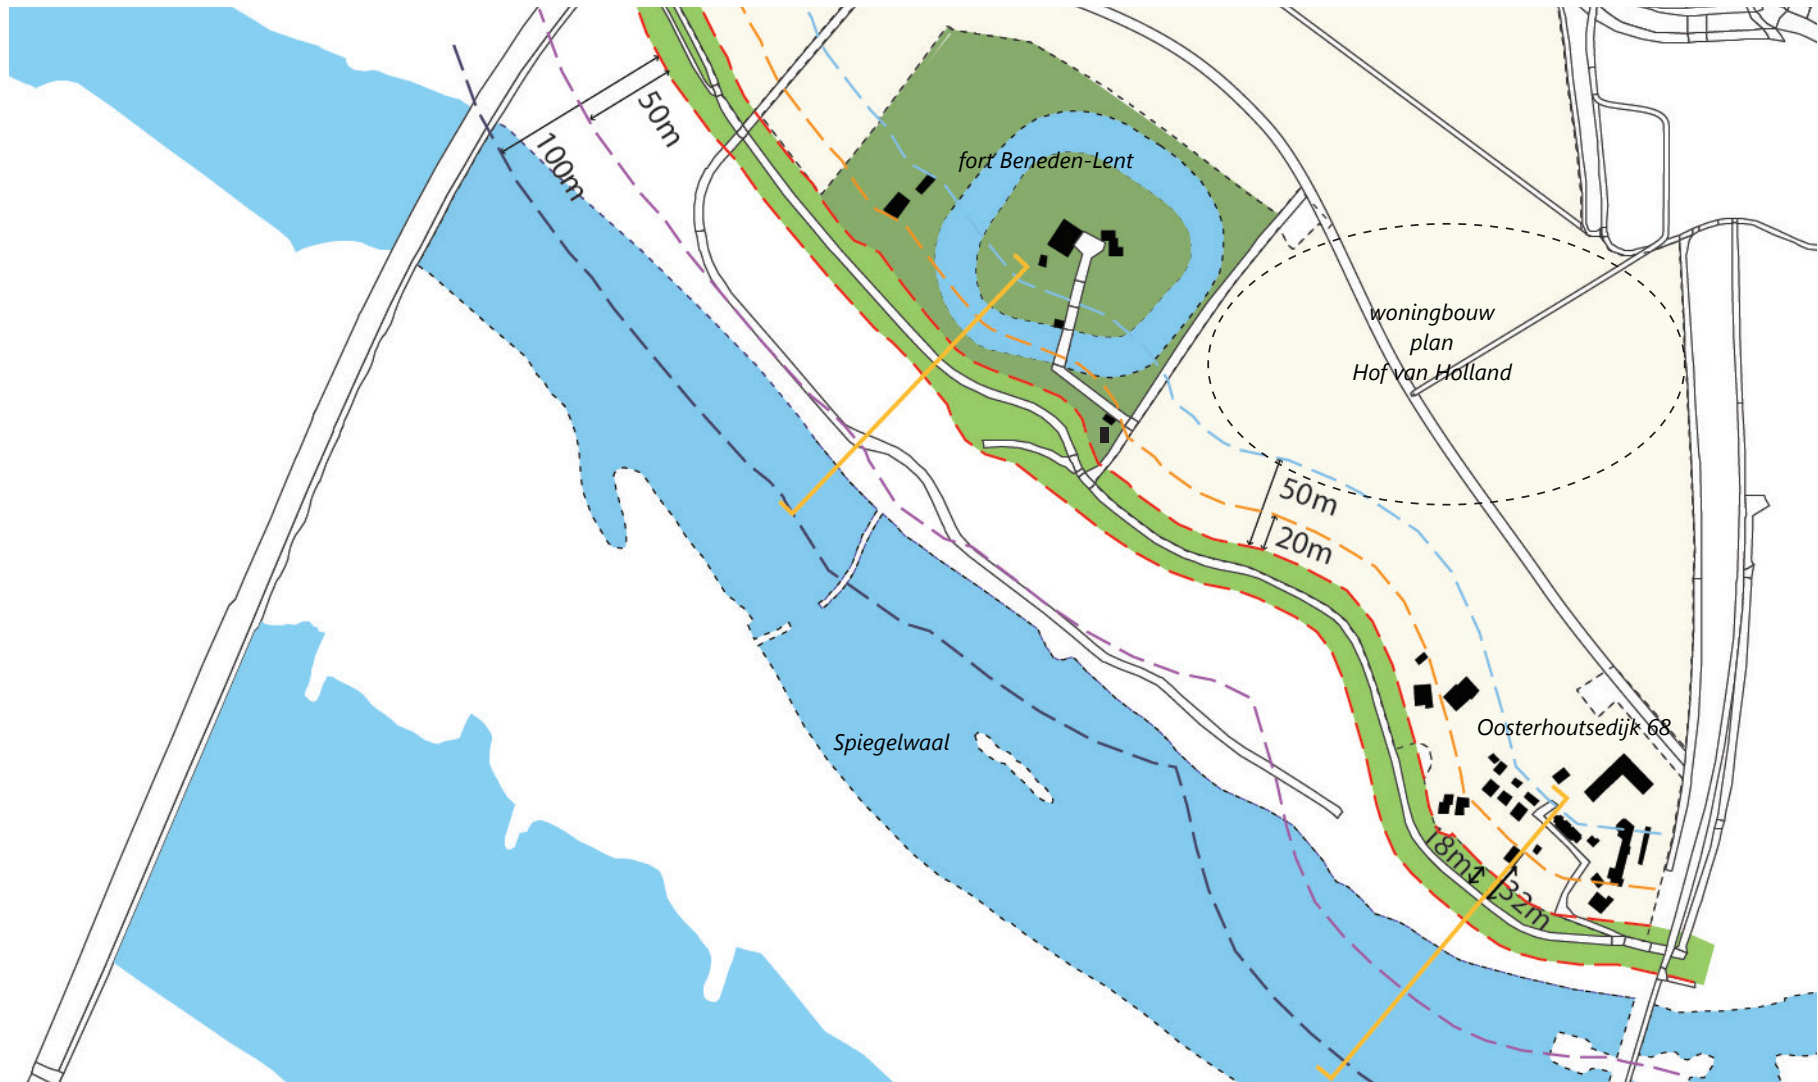 50m
100m
fort Beneden-Lent
woningbouw
plan
Hof van Holland
50m
20m
Oosterhoutsedijk 68
Spiegelwaal
18m
32m